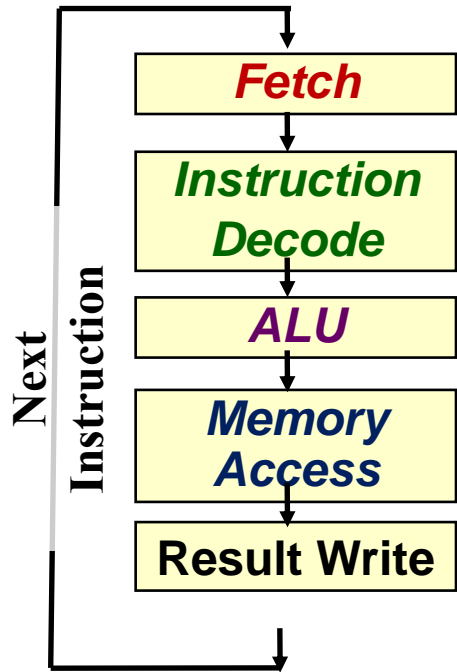 Fetch
Instruction
Decode
ALU
Memory
Access
Result Write
Next
Instruction